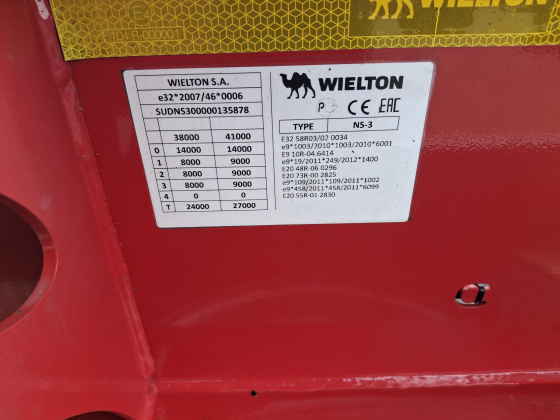 E
104 R-000001
WIELTON
WIELTON S.A.
e32*2007/46*0006
SUDNS300000135878
38000 41000
0 14000 14000
1 8000 9000
2 8000 9000
3 8000 9000
4 0 0
T 24000 27000
WIELTON
P CE EAC
TYPE NS-3
E32 58R03/02 0034
e9*1003/2010*1003/2010*6001
E9 10R-04.6414
e9*19/2011*249/2012*1400
E20 48R-06 0296
E20 73R-00 2825
e9*109/2011*109/2011*1002
e9*458/2011*458/2011*6099
E20 55R-01 2830